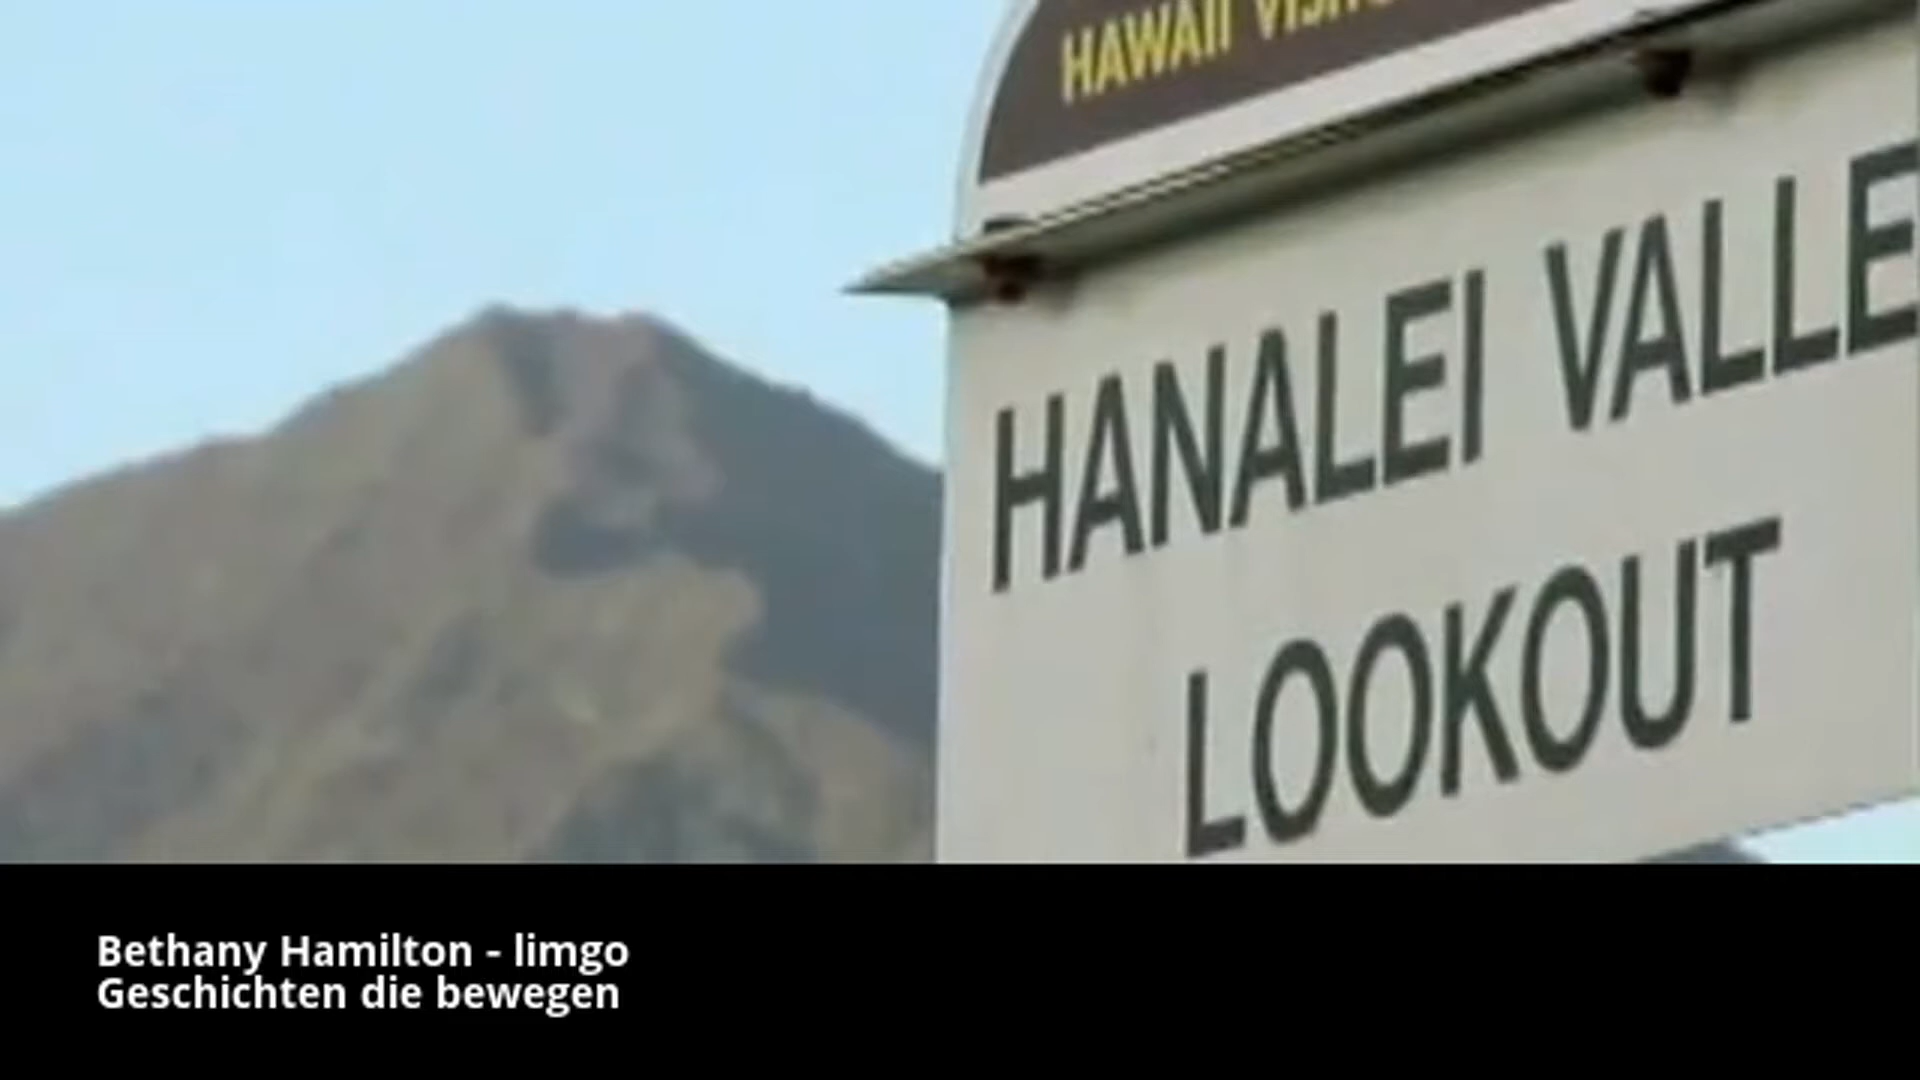 HAWAII
HANALEI VALLE
LOOKOUT
Bethany Hamilton - limgo
Geschichten die bewegen